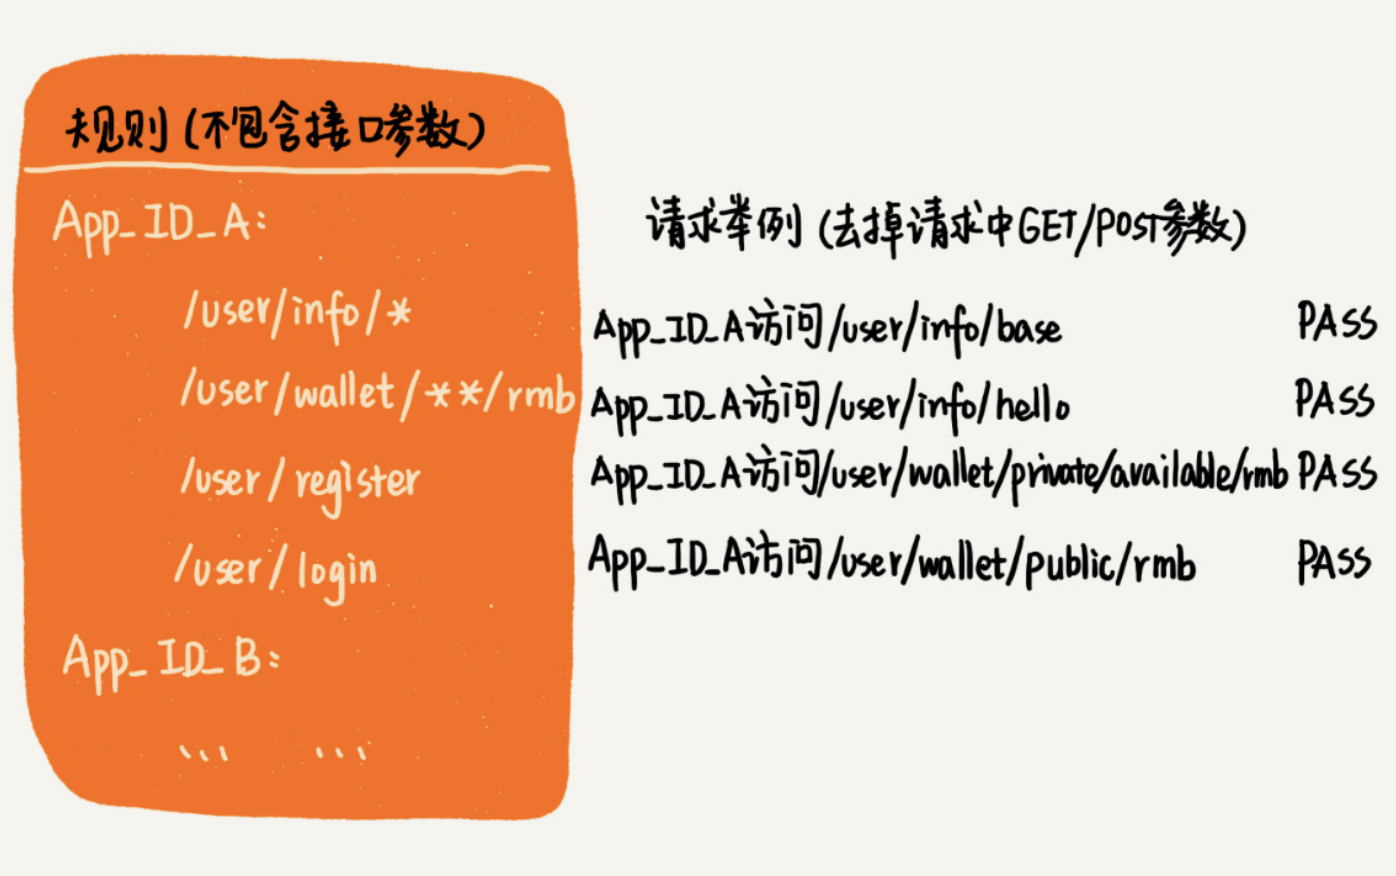 规则(不包含接口参数)
App_ID_A:
/user/info/*
/user/wallet/**/rmb
/user/register
/user/login
App_ID_B:
... ...
请求举例(去掉请求中GET/POST参数)
App_ID_A访问/user/info/base PASS
App_ID_A访问/user/info/hello PASS
App_ID_A访问/user/wallet/private/available/rmb PASS
App_ID_A访问/user/wallet/public/rmb PASS